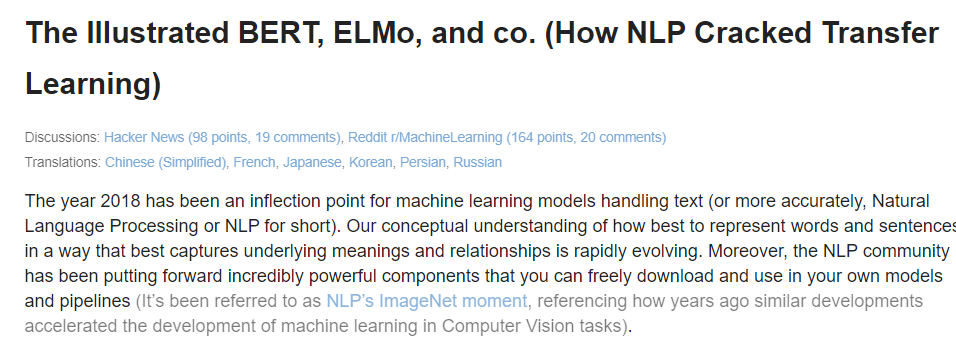 The Illustrated BERT, ELMo, and co. (How NLP Cracked Transfer
Learning)
Discussions: Hacker News (98 points, 19 comments), Reddit r/MachineLearning (164 points, 20 comments)
Translations: Chinese (Simplified), French, Japanese, Korean, Persian, Russian
The year 2018 has been an inflection point for machine learning models handling text (or more accurately, Natural
Language Processing or NLP for short). Our conceptual understanding of how best to represent words and sentences
in a way that best captures underlying meanings and relationships is rapidly evolving. Moreover, the NLP community
has been putting forward incredibly powerful components that you can freely download and use in your own models
and pipelines (It's been referred to as NLP's ImageNet moment, referencing how years ago similar developments
accelerated the development of machine learning in Computer Vision tasks).